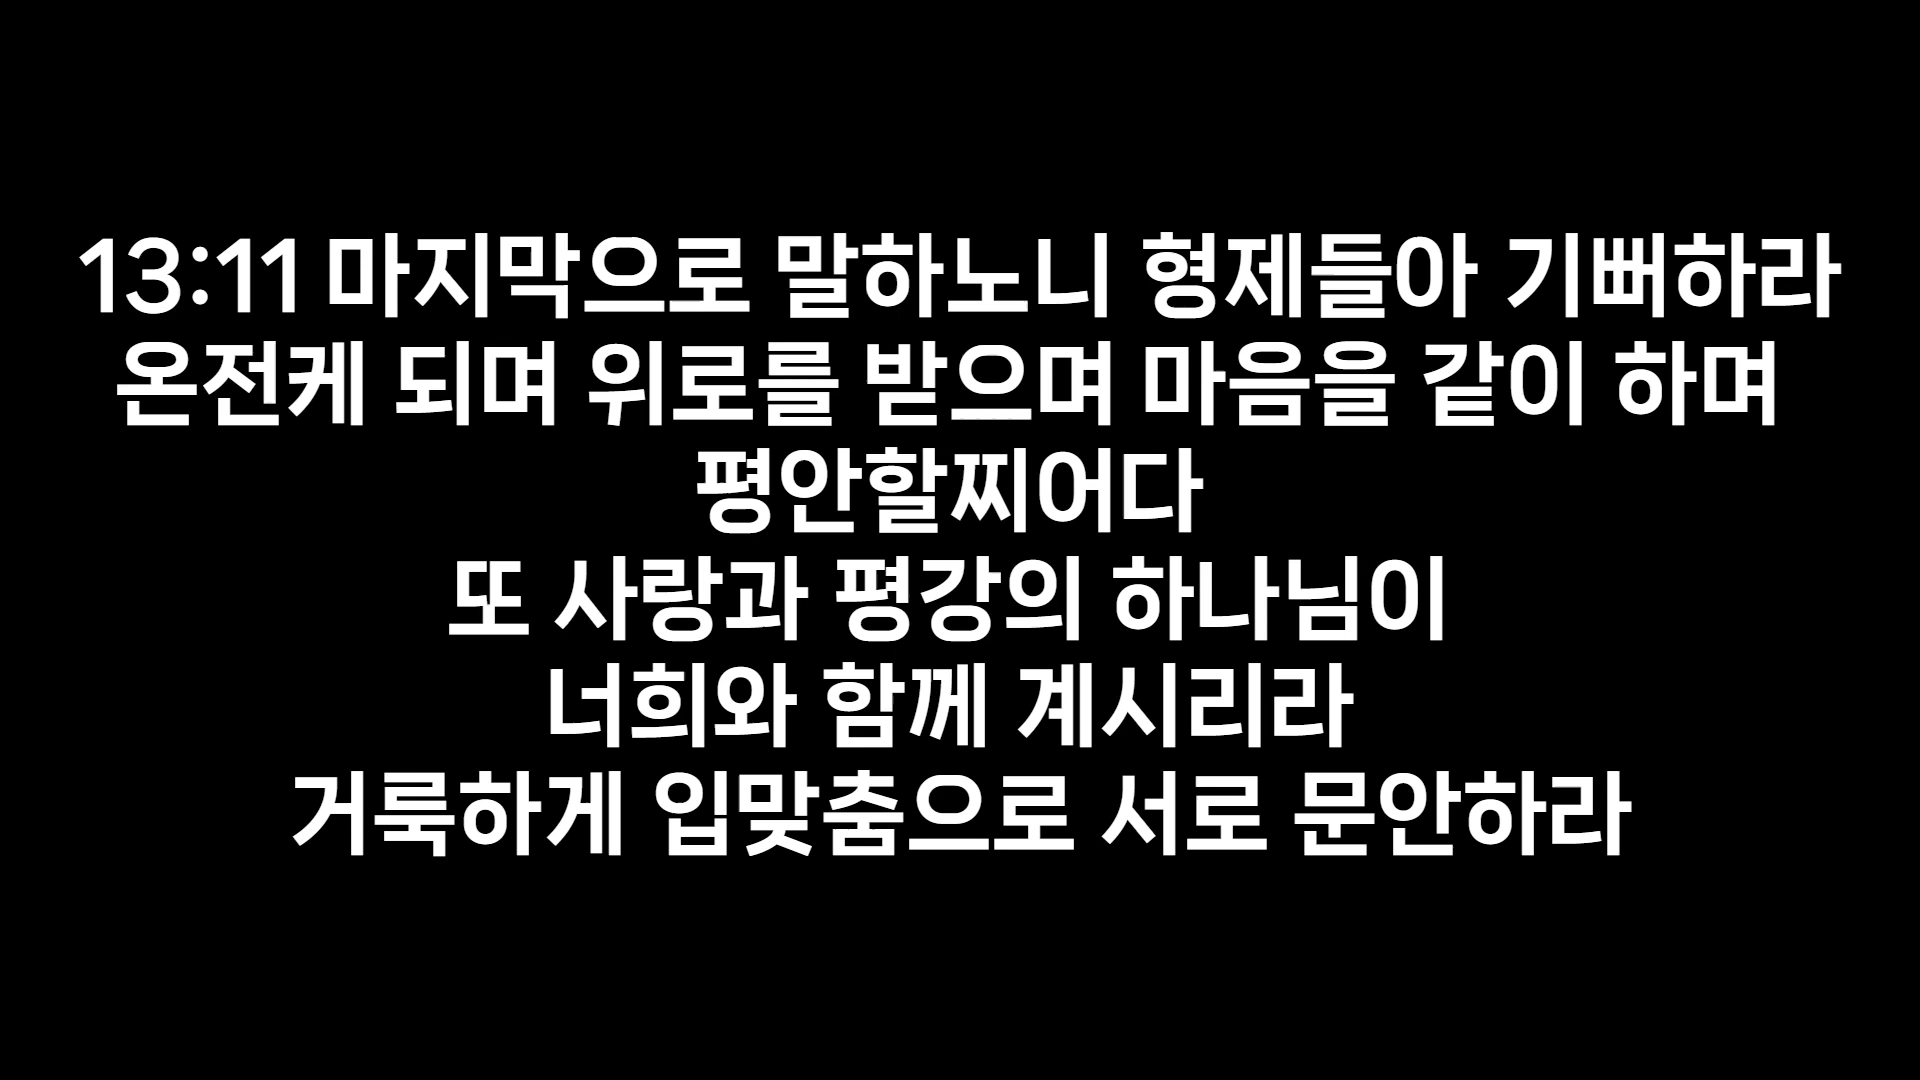 13:11 마지막으로 말하노니 형제들아 기뻐하라
온전케 되며 위로를 받으며 마음을 같이 하며
평안할찌어다
또 사랑과 평강의 하나님이
너희와 함께 계시리라
거룩하게 입맞춤으로 서로 문안하라